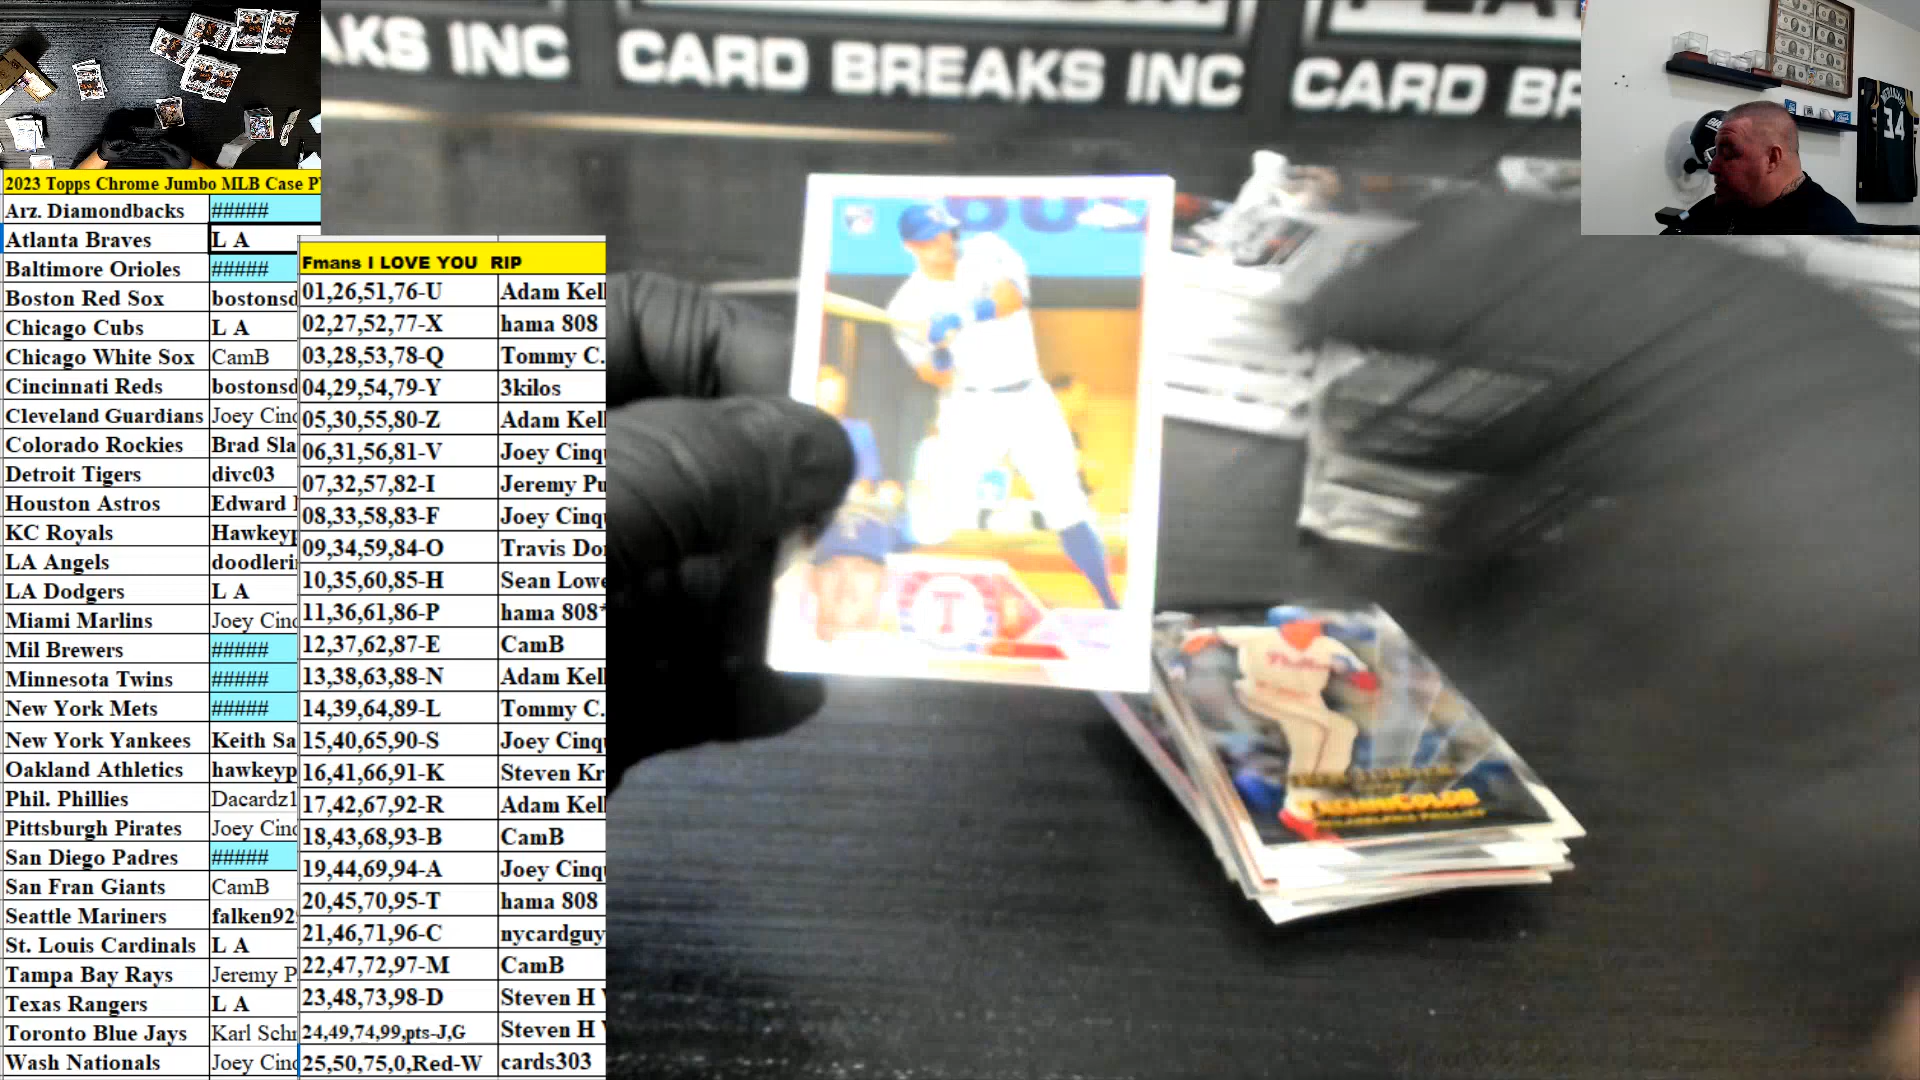 AKS INC
CARD BREAKS INC
CARD BR
34
2023 Topps Chrome Jumbo MLB Case P
Arz. Diamondbacks #####
Atlanta Braves L A
Baltimore Orioles #####
Boston Red Sox bostonsd
Chicago Cubs L A
Chicago White Sox CamB
Cincinnati Reds bostonsd
Cleveland Guardians Joey Cinq
Colorado Rockies Brad Sla
Detroit Tigers divc03
Houston Astros Edward
KC Royals Hawkeyp
LA Angels doodleri
LA Dodgers L A
Miami Marlins Joey Cinq
Mil Brewers #####
Minnesota Twins #####
New York Mets #####
New York Yankees Keith Sa
Oakland Athletics hawkeyp
Phil. Phillies Dacardz1
Pittsburgh Pirates Joey Cinq
San Diego Padres #####
San Fran Giants CamB
Seattle Mariners falken92
St. Louis Cardinals L A
Tampa Bay Rays Jeremy P
Texas Rangers L A
Toronto Blue Jays Karl Schn
Wash Nationals Joey Cinq
Fmans I LOVE YOU RIP
01,26,51,76-U Adam Kell
02,27,52,77-X hama 808
03,28,53,78-Q Tommy C.
04,29,54,79-Y 3kilos
05,30,55,80-Z Adam Kell
06,31,56,81-V Joey Cinqu
07,32,57,82-I Jeremy Pu
08,33,58,83-F Joey Cinqu
09,34,59,84-O Travis Do
10,35,60,85-H Sean Lowe
11,36,61,86-P hama 808*
12,37,62,87-E CamB
13,38,63,88-N Adam Kell
14,39,64,89-L Tommy C.
15,40,65,90-S Joey Cinqu
16,41,66,91-K Steven Kr
17,42,67,92-R Adam Kell
18,43,68,93-B CamB
19,44,69,94-A Joey Cinqu
20,45,70,95-T hama 808
21,46,71,96-C nycardguy
22,47,72,97-M CamB
23,48,73,98-D Steven H
24,49,74,99,pts-J,G Steven H
25,50,75,0,Red-W cards303
T
Phillies
TECHNICOLOR
PHILADELPHIA PHILLIES